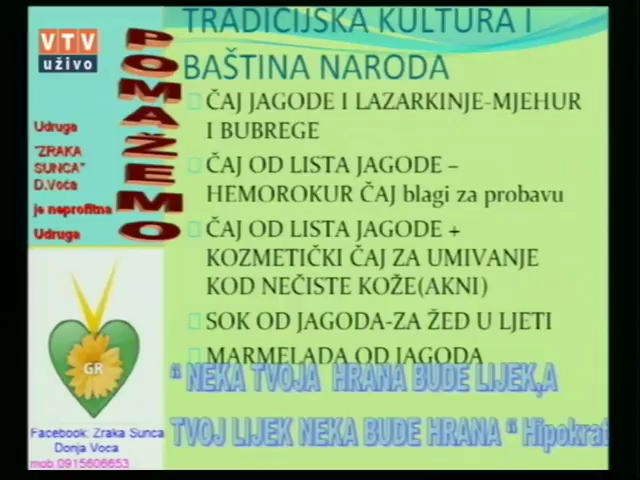 VTV
uživo
POMAŽEMO
Udruga
"ZRAKA
SUNCA"
D.Voća
je neprofitna
Udruga
GR
Facebook: Zraka Sunca
Donja Voca
mob:0915606653
TRADICIJSKA KULTURA I
BAŠTINA NARODA
ČAJ JAGODE I LAZARKINJE-MJEHUR
I BUBREGE
ČAJ OD LISTA JAGODE –
HEMOROKUR ČAJ blagi za probavu
ČAJ OD LISTA JAGODE +
KOZMETIČKI ČAJ ZA UMIVANJE
KOD NEČISTE KOŽE(AKNI)
SOK OD JAGODA-ZA ŽED U LJETI
MARMELADA OD JAGODA
“ NEKA TVOJA HRANA BUDE LIJEK,A
TVOJ LIJEK NEKA BUDE HRANA “ Hipokrat